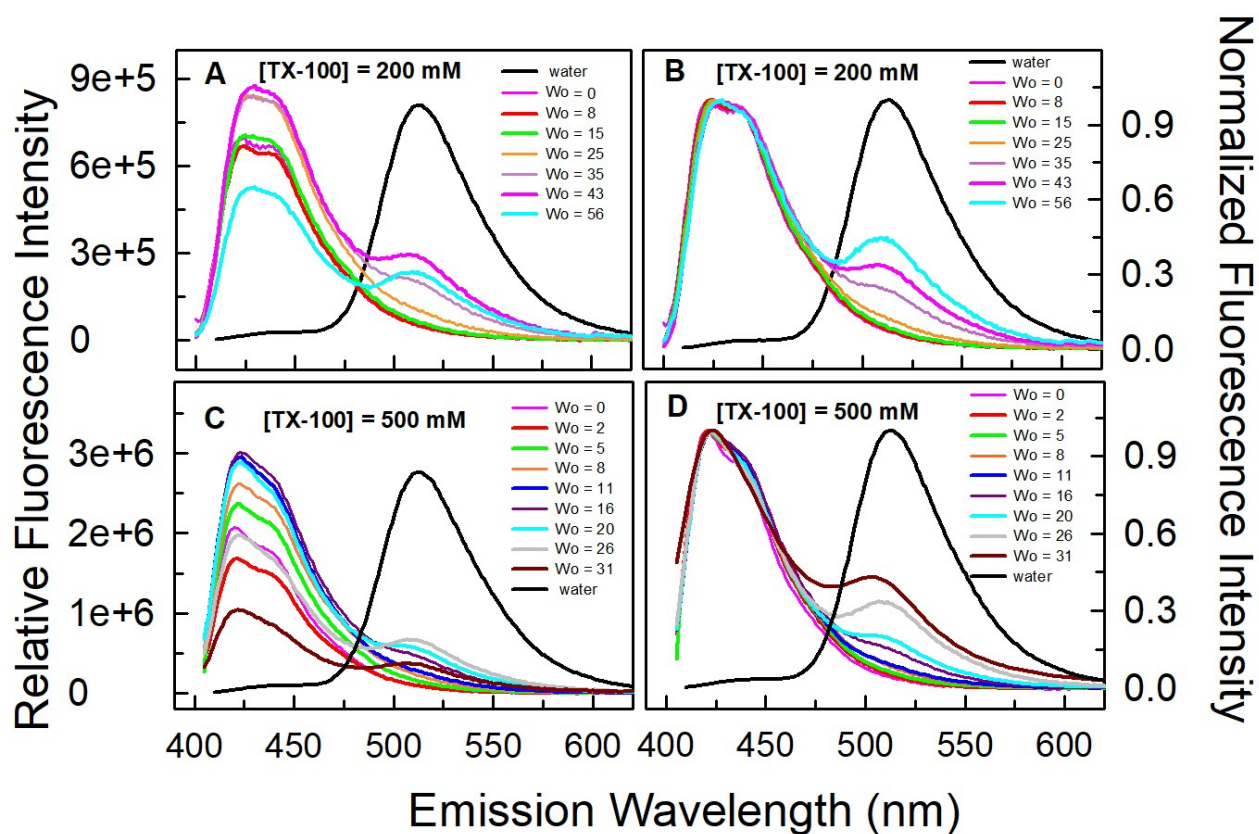 Relative Fluorescence Intensity
Normalized Fluorescence Intensity
Emission Wavelength (nm)
A
[TX-100] = 200 mM
water
Wo = 0
Wo = 8
Wo = 15
Wo = 25
Wo = 35
Wo = 43
Wo = 56
9e+5
6e+5
3e+5
0
B
[TX-100] = 200 mM
water
Wo = 0
Wo = 8
Wo = 15
Wo = 25
Wo = 35
Wo = 43
Wo = 56
0.9
0.6
0.3
0.0
C
[TX-100] = 500 mM
Wo = 0
Wo = 2
Wo = 5
Wo = 8
Wo = 11
Wo = 16
Wo = 20
Wo = 26
Wo = 31
water
3e+6
2e+6
1e+6
0
400 450 500 550 600
D
[TX-100] = 500 mM
Wo = 0
Wo = 2
Wo = 5
Wo = 8
Wo = 11
Wo = 16
Wo = 20
Wo = 26
Wo = 31
water
0.9
0.6
0.3
0.0
400 450 500 550 600